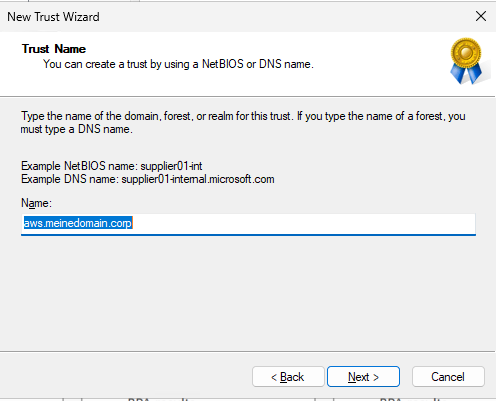 New Trust Wizard
Trust Name
You can create a trust by using a NetBIOS or DNS name.
Type the name of the domain, forest, or realm for this trust. If you type the name of a forest, you
must type a DNS name.
Example NetBIOS name: supplier01-int
Example DNS name: supplier01-internal.microsoft.com
Name:
aws.meinedomain.corp
< Back
Next >
Cancel